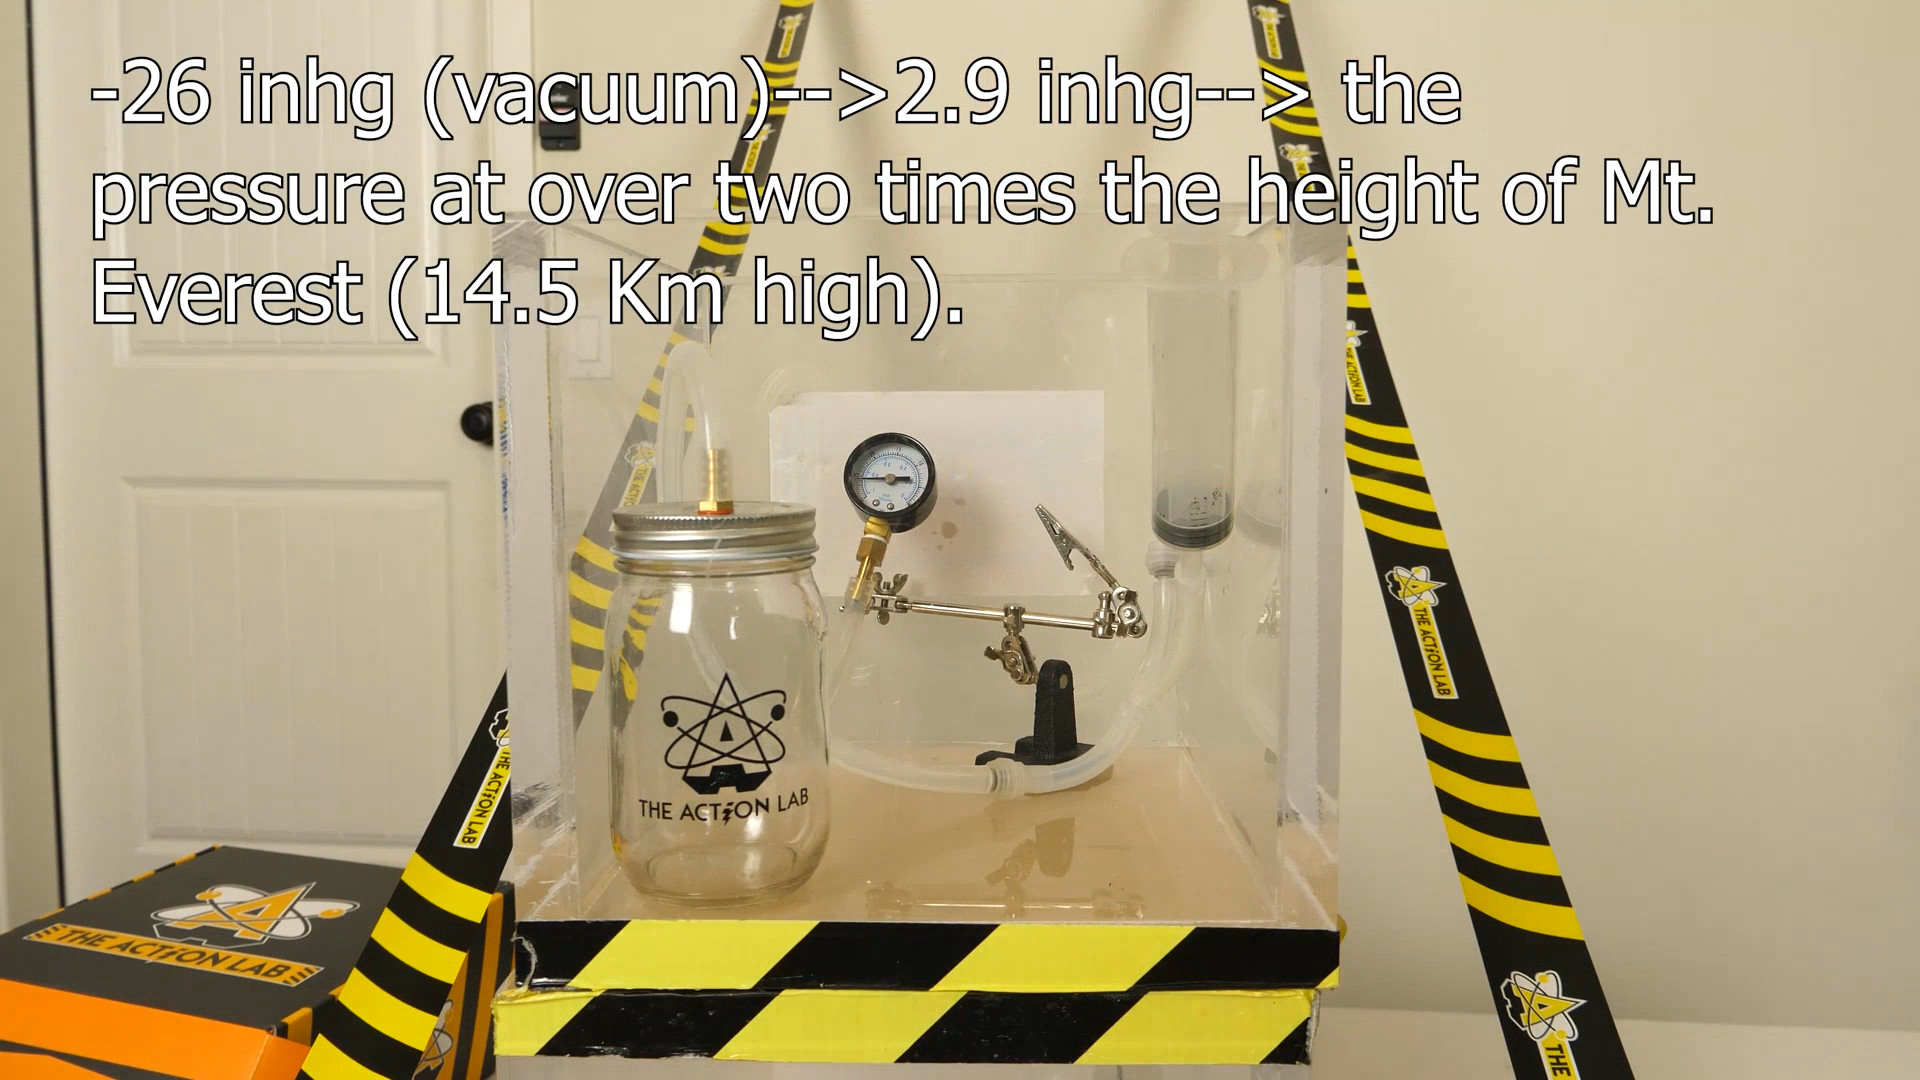 -26 inhg (vacuum)-->2.9 inhg--> the
pressure at over two times the height of Mt.
Everest (14.5 Km high).
THE ACTION LAB
THE ACTION LAB
THE ACTION LAB
THE ACTION LAB
THE ACTION LAB
THE